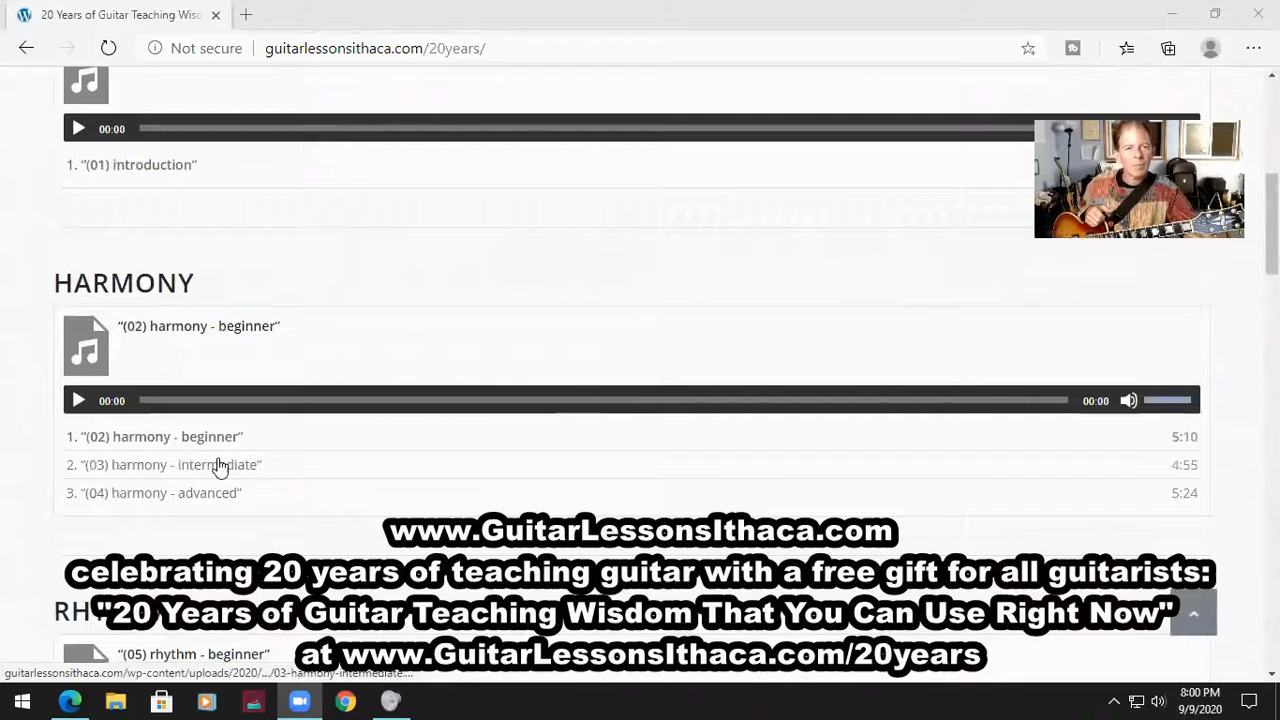 20 Years of Guitar Teaching Wisd
Not secure
guitarlessonsithaca.com/20years/
00:00
1. “(01) introduction”
HARMONY
“(02) harmony - beginner”
00:00
00:00
1. “(02) harmony - beginner”
5:10
2. “(03) harmony - intermediate”
4:55
3. “(04) harmony - advanced”
5:24
www.GuitarLessonsIthaca.com
celebrating 20 years of teaching guitar with a free gift for all guitarists:
"20 Years of Guitar Teaching Wisdom That You Can Use Right Now"
at www.GuitarLessonsIthaca.com/20years
RH
“(05) rhythm - beginner”
guitarlessonsithaca.com/wp-content/uploads/2020/.../03-harmony-intermediate....
8:00 PM
9/9/2020